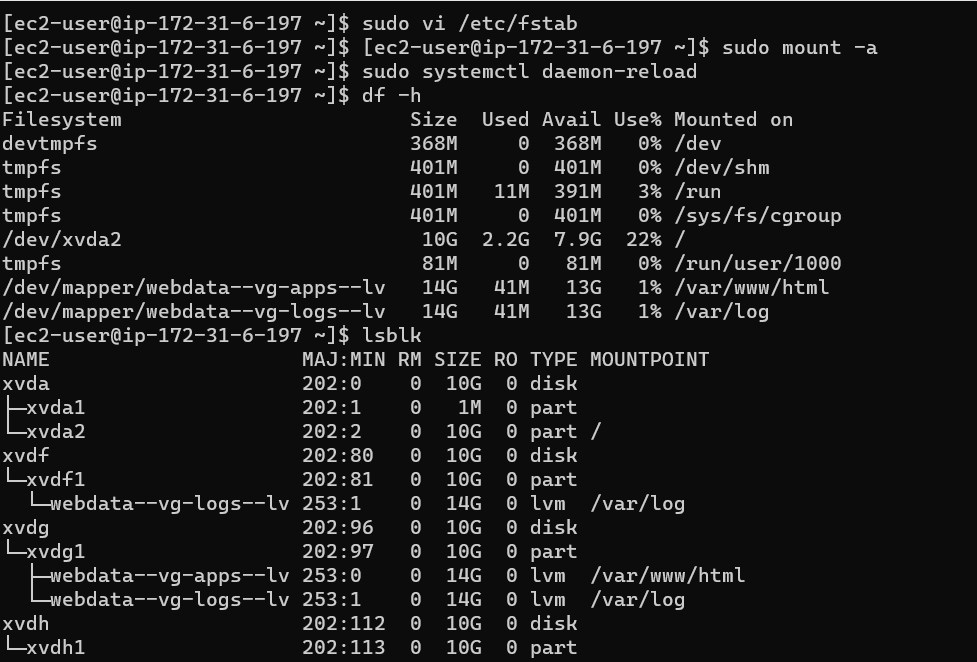 [ec2-user@ip-172-31-6-197 ~]$ sudo vi /etc/fstab
[ec2-user@ip-172-31-6-197 ~]$ [ec2-user@ip-172-31-6-197 ~]$ sudo mount -a
[ec2-user@ip-172-31-6-197 ~]$ sudo systemctl daemon-reload
[ec2-user@ip-172-31-6-197 ~]$ df -h
Filesystem                        Size  Used Avail Use% Mounted on
devtmpfs                          368M     0  368M   0% /dev
tmpfs                             401M     0  401M   0% /dev/shm
tmpfs                             401M   11M  391M   3% /run
tmpfs                             401M     0  401M   0% /sys/fs/cgroup
/dev/xvda2                         10G  2.2G  7.9G  22% /
tmpfs                              81M     0   81M   0% /run/user/1000
/dev/mapper/webdata--vg-apps--lv   14G   41M   13G   1% /var/www/html
/dev/mapper/webdata--vg-logs--lv   14G   41M   13G   1% /var/log
[ec2-user@ip-172-31-6-197 ~]$ lsblk
NAME                     MAJ:MIN RM SIZE RO TYPE MOUNTPOINT
xvda                     202:0    0  10G  0 disk
├─xvda1                  202:1    0   1M  0 part
└─xvda2                  202:2    0  10G  0 part /
xvdf                     202:80   0  10G  0 disk
└─xvdf1                  202:81   0  10G  0 part
  └─webdata--vg-logs--lv 253:1    0  14G  0 lvm  /var/log
xvdg                     202:96   0  10G  0 disk
└─xvdg1                  202:97   0  10G  0 part
  ├─webdata--vg-apps--lv 253:0    0  14G  0 lvm  /var/www/html
  └─webdata--vg-logs--lv 253:1    0  14G  0 lvm  /var/log
xvdh                     202:112  0  10G  0 disk
└─xvdh1                  202:113  0  10G  0 part